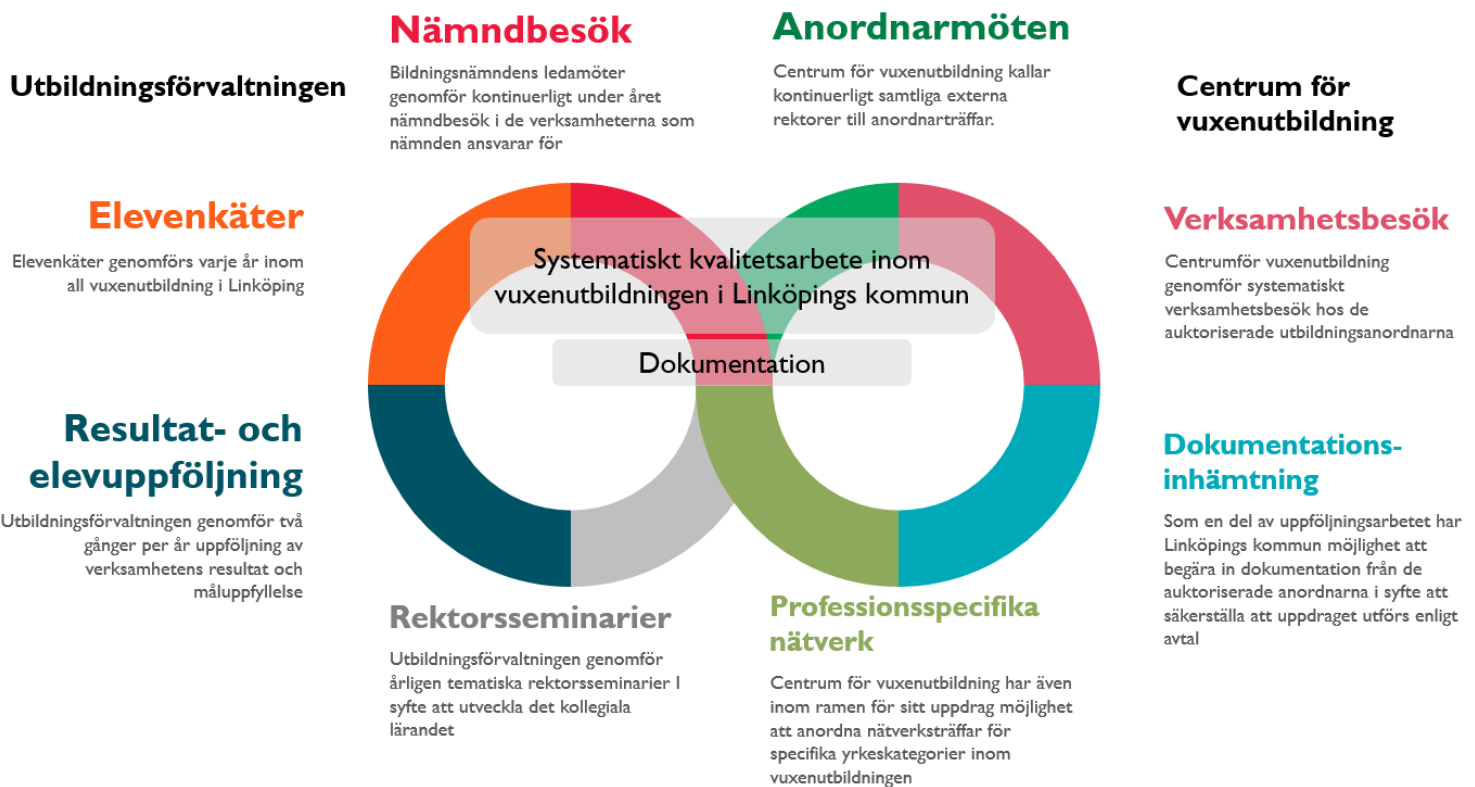 Utbildningsförvaltningen
Nämndbesök
Bildningsnämndens ledamöter
genomför kontinuerligt under året
nämndbesök i de verksamheterna som
nämnden ansvarar för
Anordnarmöten
Centrum för vuxenutbildning kallar
kontinuerligt samtliga externa
rektorer till anordnarträffar.
Centrum för
vuxenutbildning
Elevenkäter
Elevenkäter genomförs varje år inom
all vuxenutbildning i Linköping
Systematiskt kvalitetsarbete inom
vuxenutbildningen i Linköpings kommun
Dokumentation
Verksamhetsbesök
Centrumför vuxenutbildning
genomför systematiskt
verksamhetsbesök hos de
auktoriserade utbildningsanordnarna
Resultat- och
elevuppföljning
Utbildningsförvaltningen genomför två
gånger per år uppföljning av
verksamhetens resultat och
måluppfyllelse
Dokumentations-
inhämtning
Som en del av uppföljningsarbetet har
Linköpings kommun möjlighet att
begära in dokumentation från de
auktoriserade anordnarna i syfte att
säkerställa att uppdraget utförs enligt
avtal
Rektorsseminarier
Utbildningsförvaltningen genomför
årligen tematiska rektorsseminarier I
syfte att utveckla det kollegiala
lärandet
Professionsspecifika
nätverk
Centrum för vuxenutbildning har även
inom ramen för sitt uppdrag möjlighet
att anordna nätverksträffar för
specifika yrkeskategorier inom
vuxenutbildningen